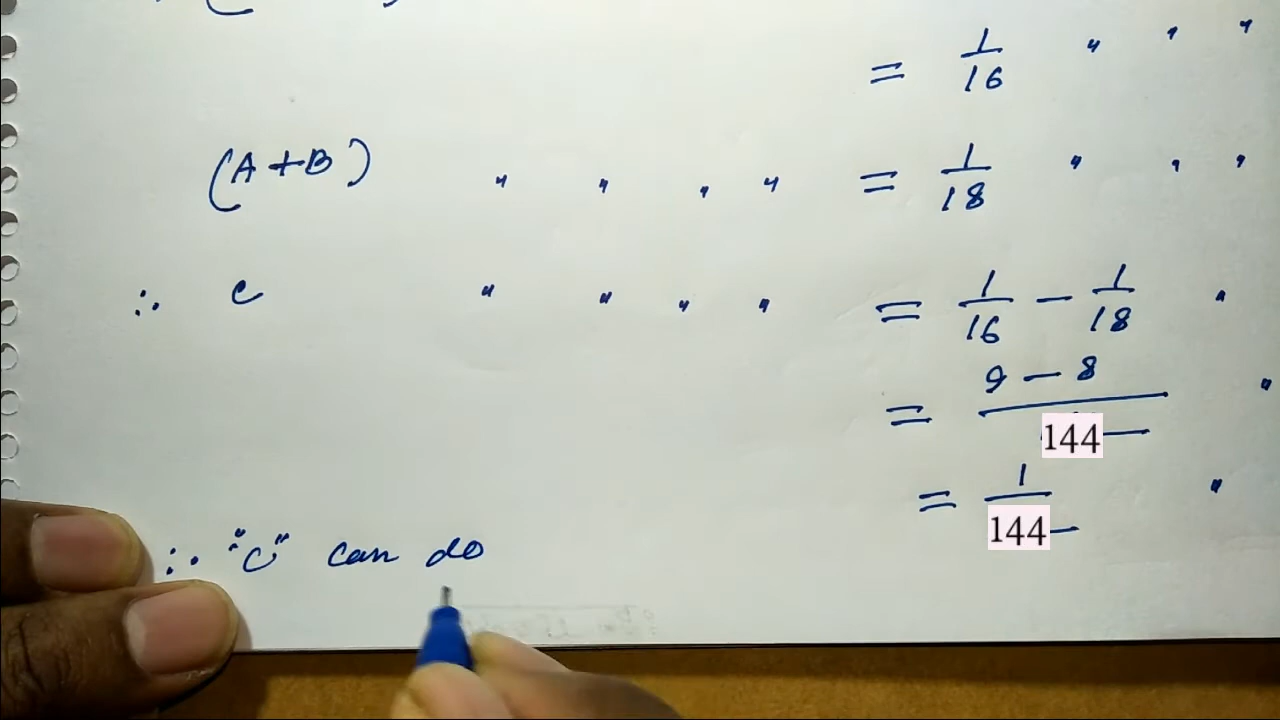 = 1/16 " " "
(A+B) " " " " = 1/18 " " "
∴ C " " " " = 1/16 - 1/18 "
= 9 - 8 / 144 "
= 1/144 "
∴ "C" can do